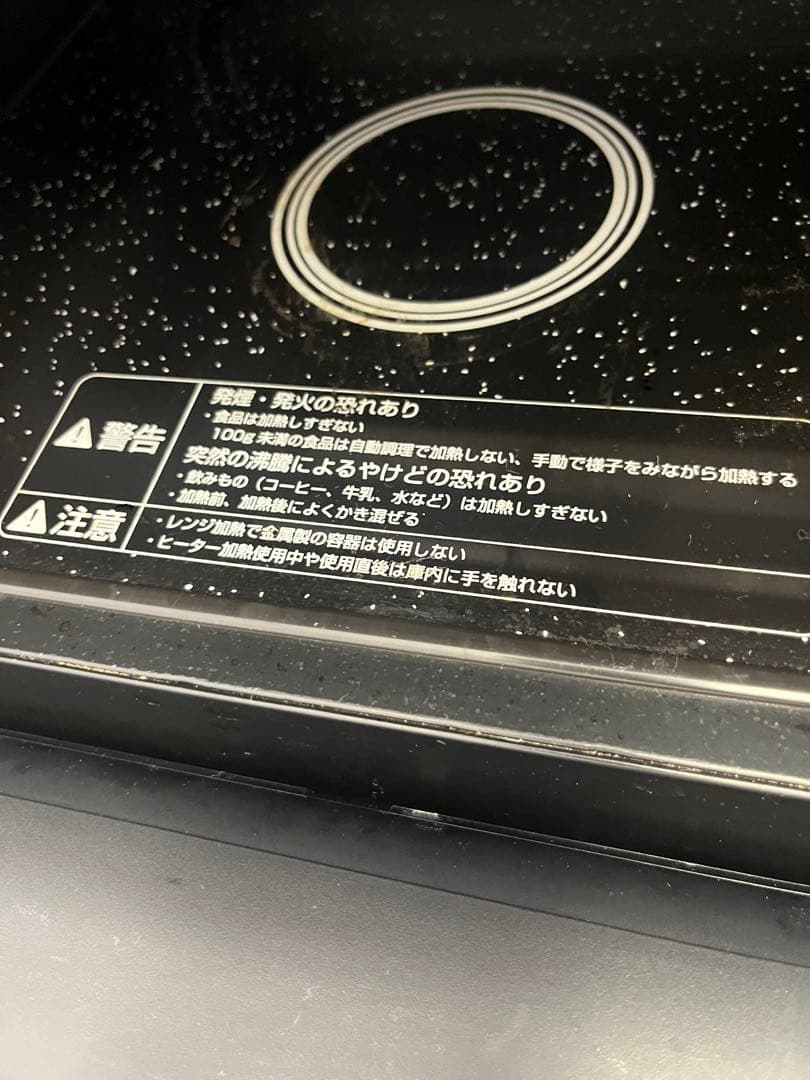 警告
発煙・発火の恐れあり
・食品は加熱しすぎない
100g未満の食品は自動調理で加熱しない、手動で様子をみながら加熱する
突然の沸騰によるやけどの恐れあり
・飲みもの（コーヒー、牛乳、水など）は加熱しすぎない
・加熱前、加熱後によくかき混ぜる
注意
・レンジ加熱で金属製の容器は使用しない
・ヒーター加熱使用中や使用直後は庫内に手を触れない